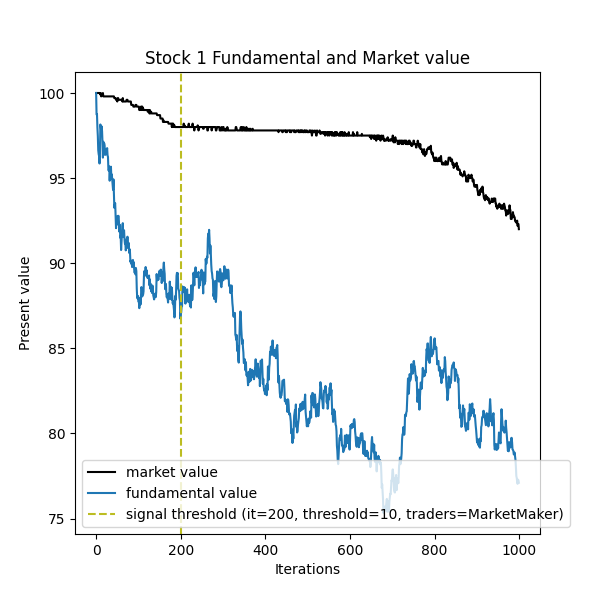 Stock 1 Fundamental and Market value
100
95
90
85
80
75
Present value
market value
fundamental value
signal threshold (it=200, threshold=10, traders=MarketMaker)
0 200 400 600 800 1000
Iterations